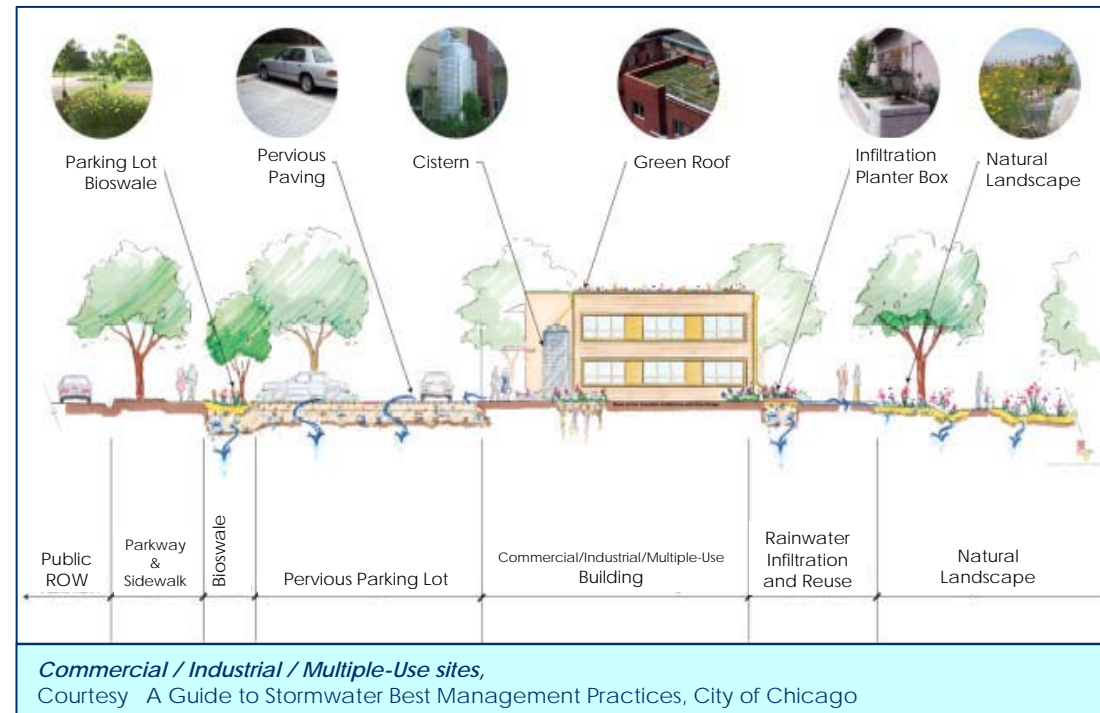 Parking Lot
Bioswale
Pervious
Paving
Cistern
Green Roof
Infiltration
Planter Box
Natural
Landscape
Public
ROW
Parkway
&
Sidewalk
Bioswale
Pervious Parking Lot
Commercial/Industrial/Multiple-Use
Building
Rainwater
Infiltration
and Reuse
Natural
Landscape
Commercial / Industrial / Multiple-Use sites,
Courtesy A Guide to Stormwater Best Management Practices, City of Chicago